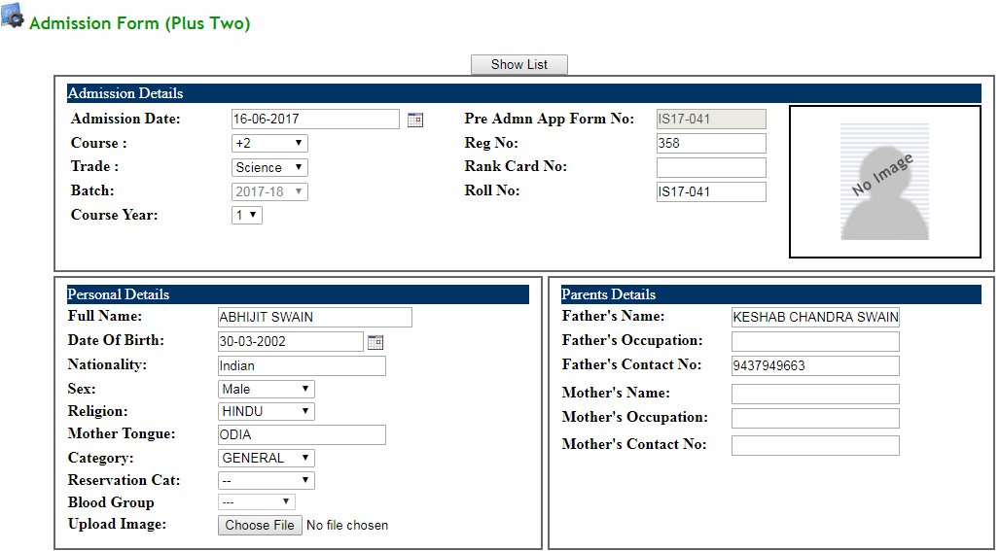 Admission Form (Plus Two)
Show List
Admission Details
Admission Date: 16-06-2017 Pre Admn App Form No: IS17-041
Course : +2 Reg No: 358
Trade : Science Rank Card No:
Batch: 2017-18 Roll No: IS17-041
Course Year: 1
No Image
Personal Details
Full Name: ABHIJIT SWAIN
Date Of Birth: 30-03-2002
Nationality: Indian
Sex: Male
Religion: HINDU
Mother Tongue: ODIA
Category: GENERAL
Reservation Cat: --
Blood Group ---
Upload Image: Choose File No file chosen
Parents Details
Father's Name: KESHAB CHANDRA SWAIN
Father's Occupation:
Father's Contact No: 9437949663
Mother's Name:
Mother's Occupation:
Mother's Contact No: